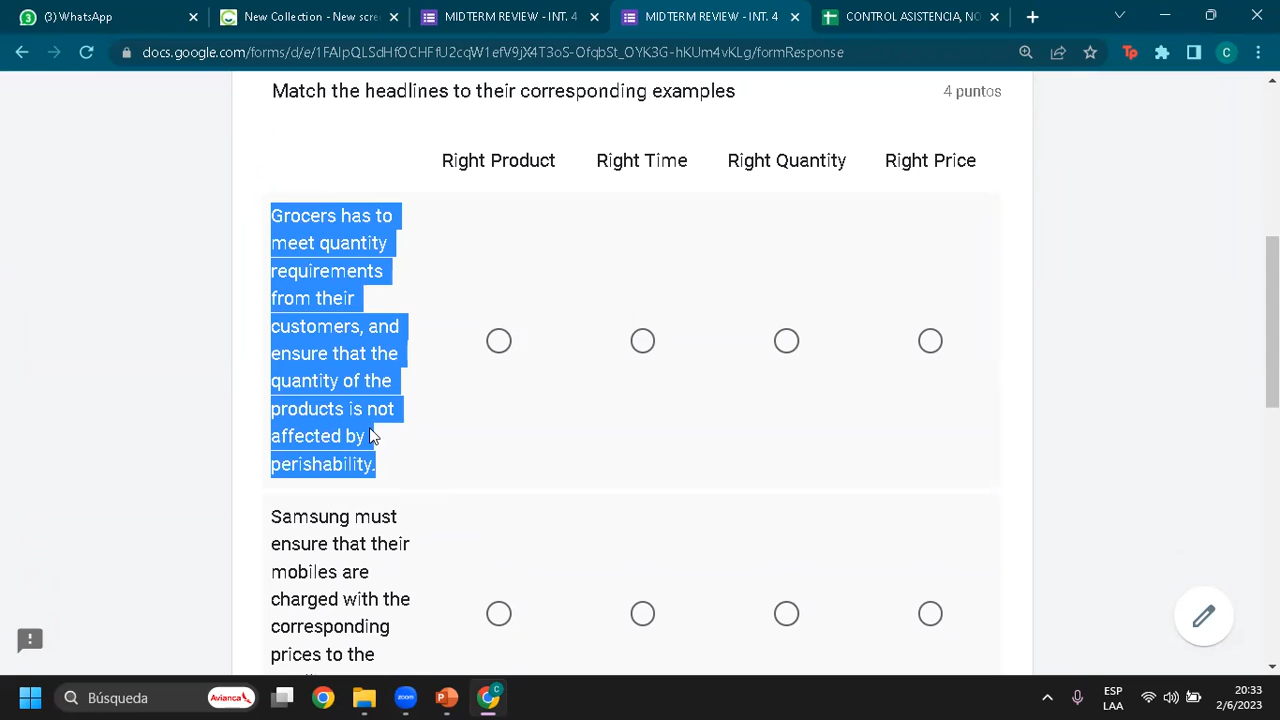 (3) WhatsApp
New Collection - New scre
MIDTERM REVIEW - INT. 4
MIDTERM REVIEW - INT. 4
CONTROL ASISTENCIA, NO
docs.google.com/forms/d/e/1FAIpQLSdHfOCHFfU2cqW1efV9jX4T3oS-OfqbSt_OYK3G-hKUm4vKLg/formResponse
Match the headlines to their corresponding examples
4 puntos
Right Product
Right Time
Right Quantity
Right Price
Grocers has to
meet quantity
requirements
from their
customers, and
ensure that the
quantity of the
products is not
affected by
perishability.
Samsung must
ensure that their
mobiles are
charged with the
corresponding
prices to the
Búsqueda
Avianca
ESP
LAA
20:33
2/6/2023